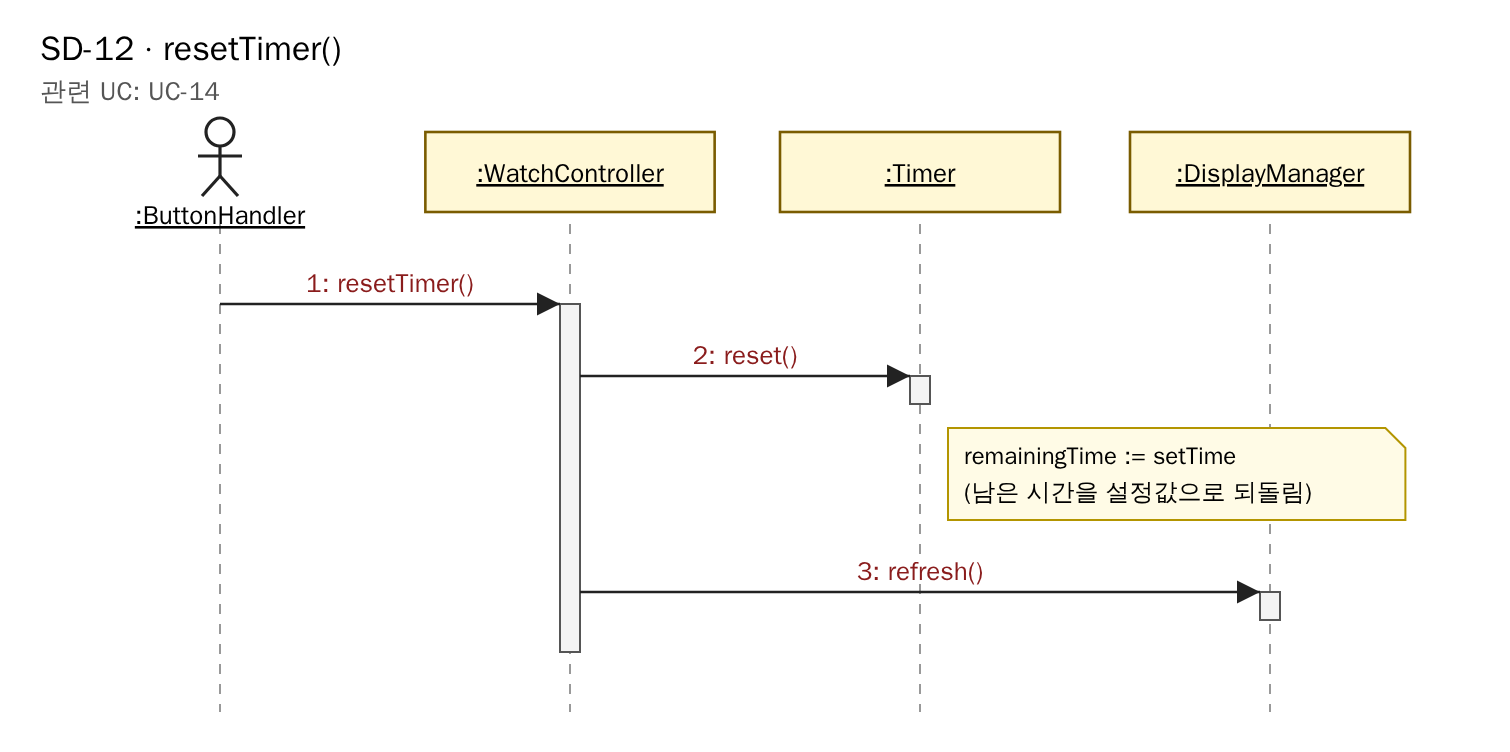 SD-12 · resetTimer()
관련 UC: UC-14
:ButtonHandler
:WatchController
:Timer
:DisplayManager
1: resetTimer()
2: reset()
remainingTime := setTime
(남은 시간을 설정값으로 되돌림)
3: refresh()